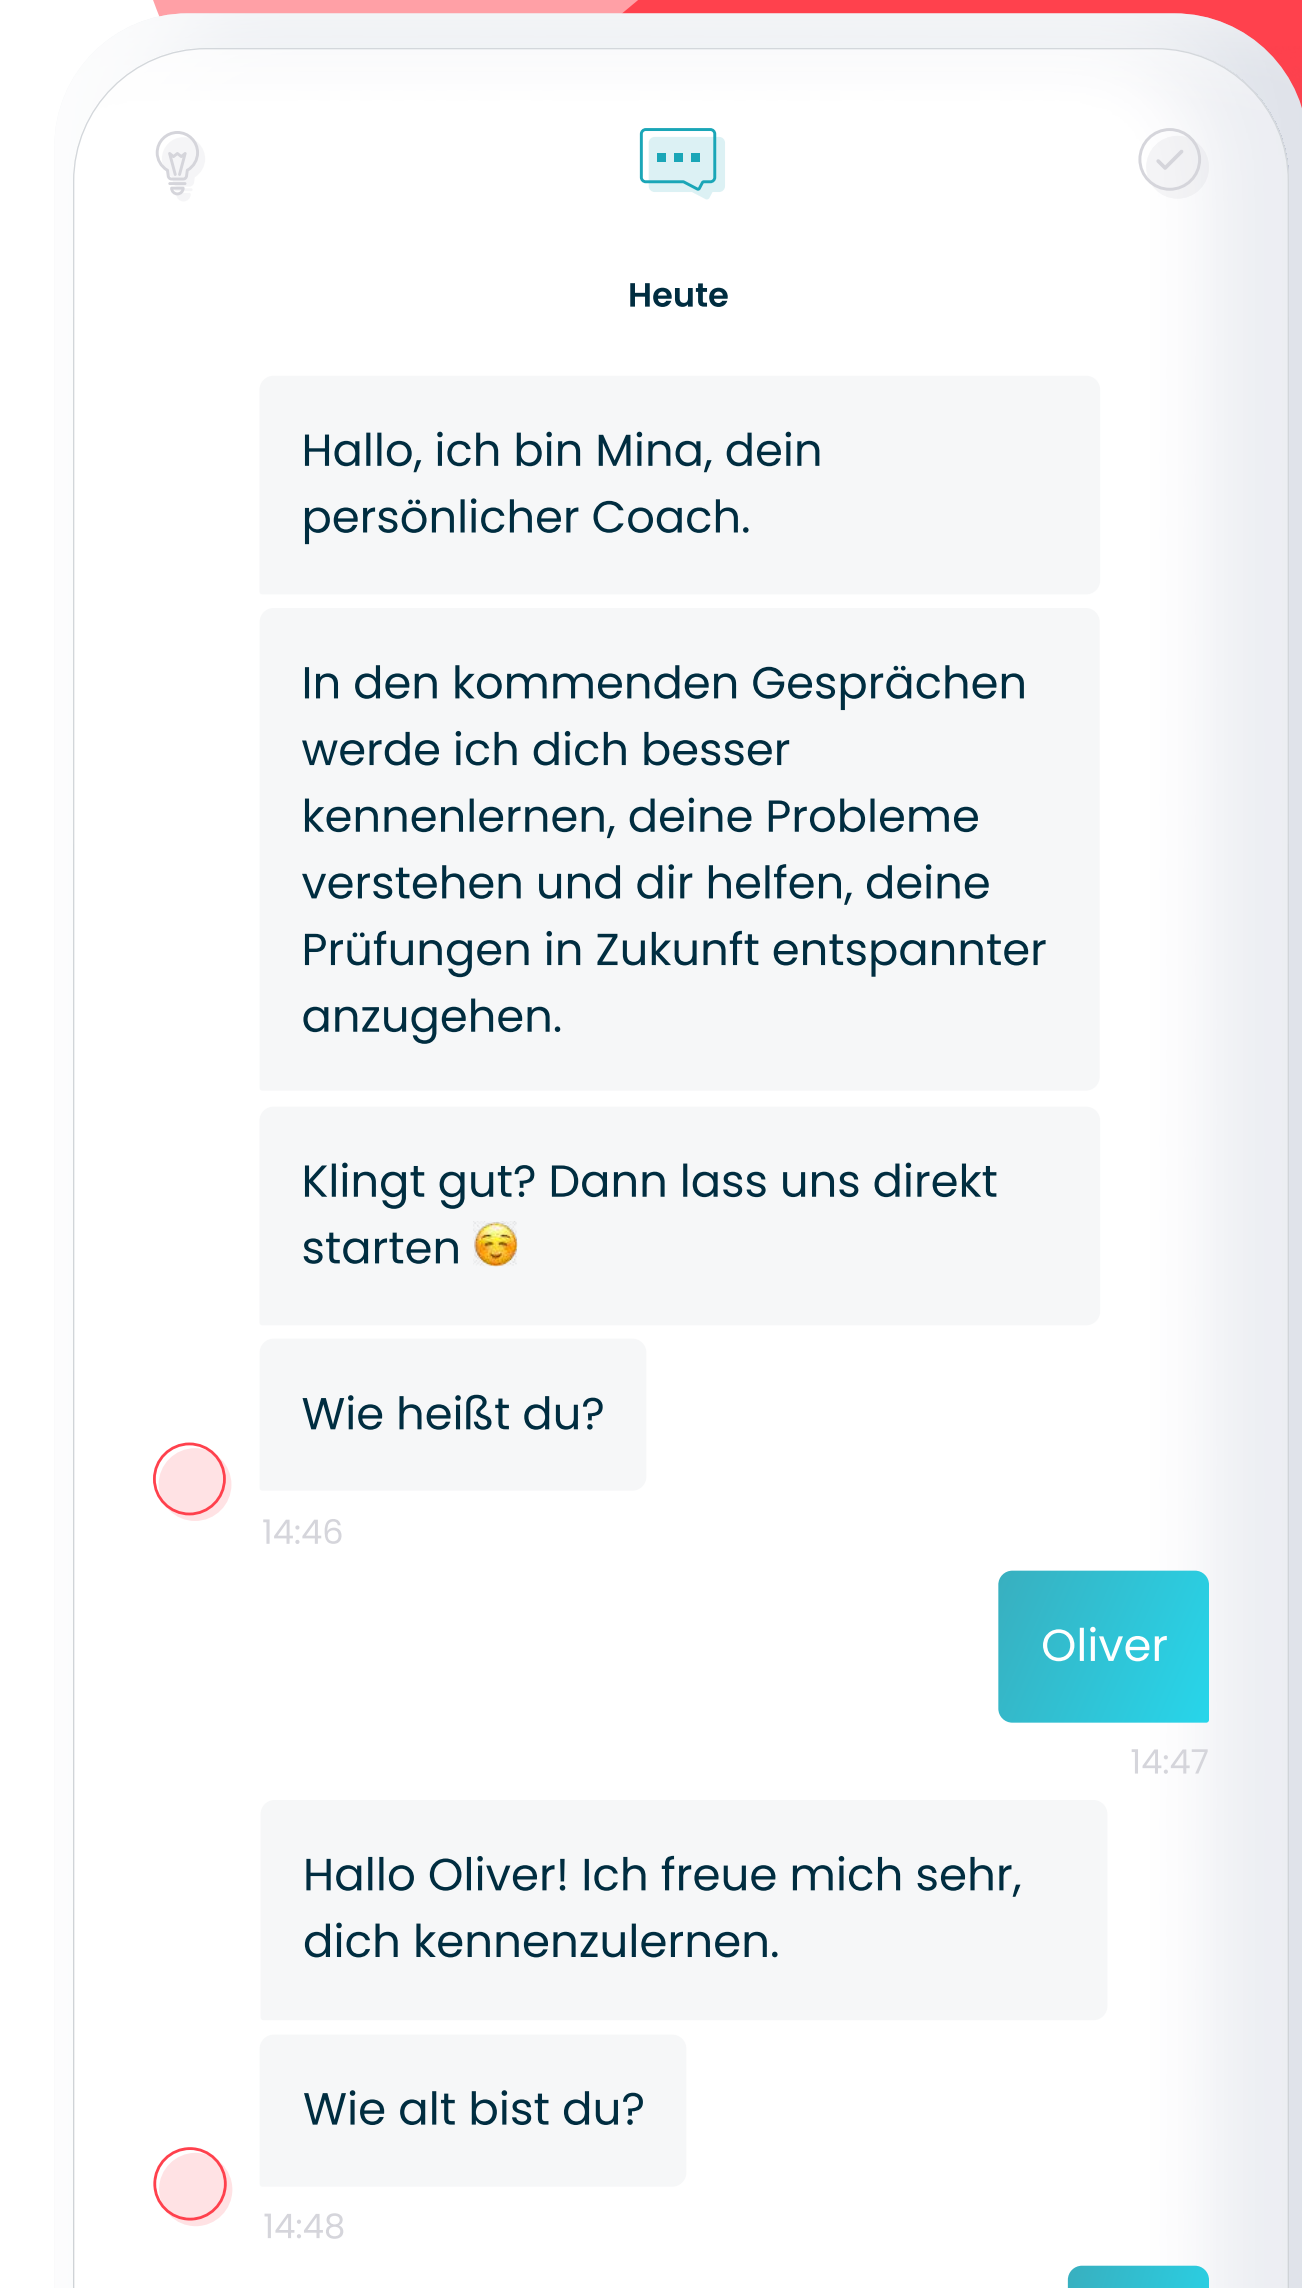 Heute
Hallo, ich bin Mina, dein
persönlicher Coach.
In den kommenden Gesprächen
werde ich dich besser
kennenlernen, deine Probleme
verstehen und dir helfen, deine
Prüfungen in Zukunft entspannter
anzugehen.
Klingt gut? Dann lass uns direkt
starten ☺️
Wie heißt du?
14:46
Oliver
14:47
Hallo Oliver! Ich freue mich sehr,
dich kennenzulernen.
Wie alt bist du?
14:48